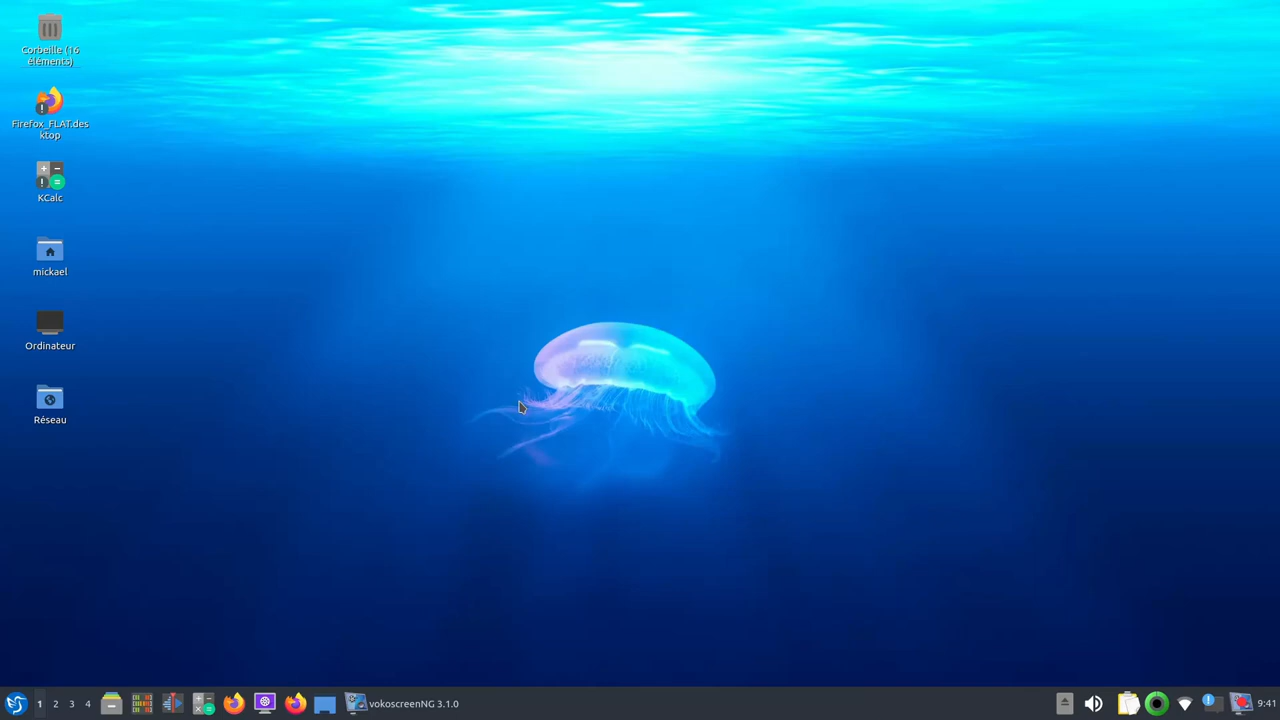 Corbeille (16
éléments)
Firefox_FLAT.des
ktop
KCalc
mickael
Ordinateur
Réseau
1 2 3 4
vokoscreenNG 3.1.0
9:41